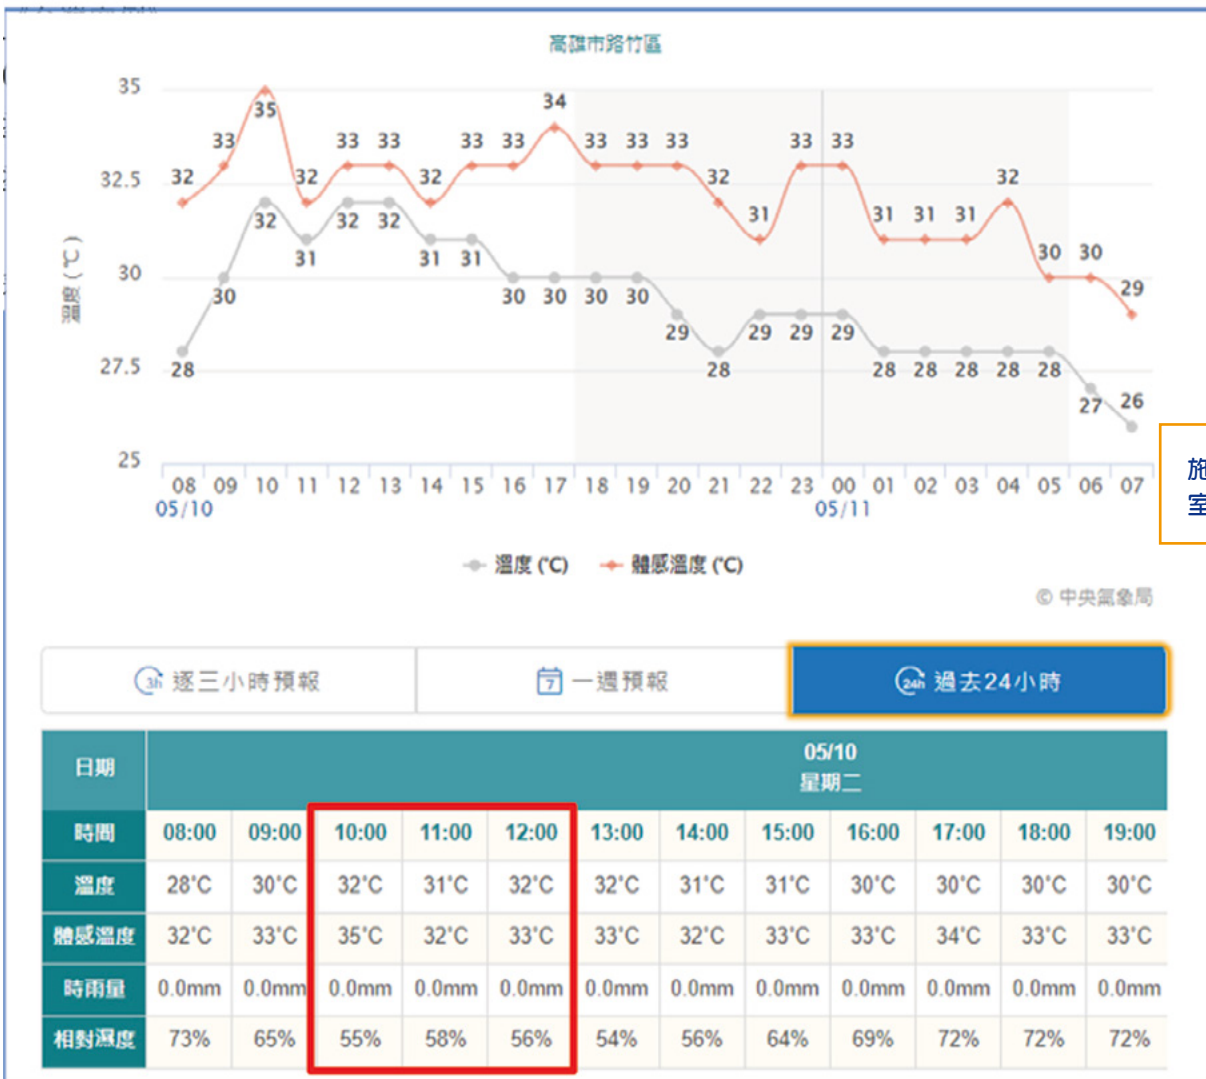 高雄市路竹區
溫度 (℃)
35
32.5
30
27.5
25
32 33 35 32 33 33 32 33 33 34 33 33 33 32 31 33 33 31 31 31 32 30 30 29
28 30 32 31 32 32 31 31 30 30 30 30 29 28 29 29 29 28 28 28 28 28 27 26
08 09 10 11 12 13 14 15 16 17 18 19 20 21 22 23 00 01 02 03 04 05 06 07
05/10 05/11
溫度 (℃) 體感溫度 (℃)
© 中央氣象局
施
室
3h 逐三小時預報 7 一週預報 24h 過去24小時
日期 05/10
星期二
時間 08:00 09:00 10:00 11:00 12:00 13:00 14:00 15:00 16:00 17:00 18:00 19:00
溫度 28°C 30°C 32°C 31°C 32°C 32°C 31°C 31°C 30°C 30°C 30°C 30°C
體感溫度 32°C 33°C 35°C 32°C 33°C 33°C 32°C 33°C 33°C 34°C 33°C 33°C
時雨量 0.0mm 0.0mm 0.0mm 0.0mm 0.0mm 0.0mm 0.0mm 0.0mm 0.0mm 0.0mm 0.0mm 0.0mm
相對濕度 73% 65% 55% 58% 56% 54% 56% 64% 69% 72% 72% 72%